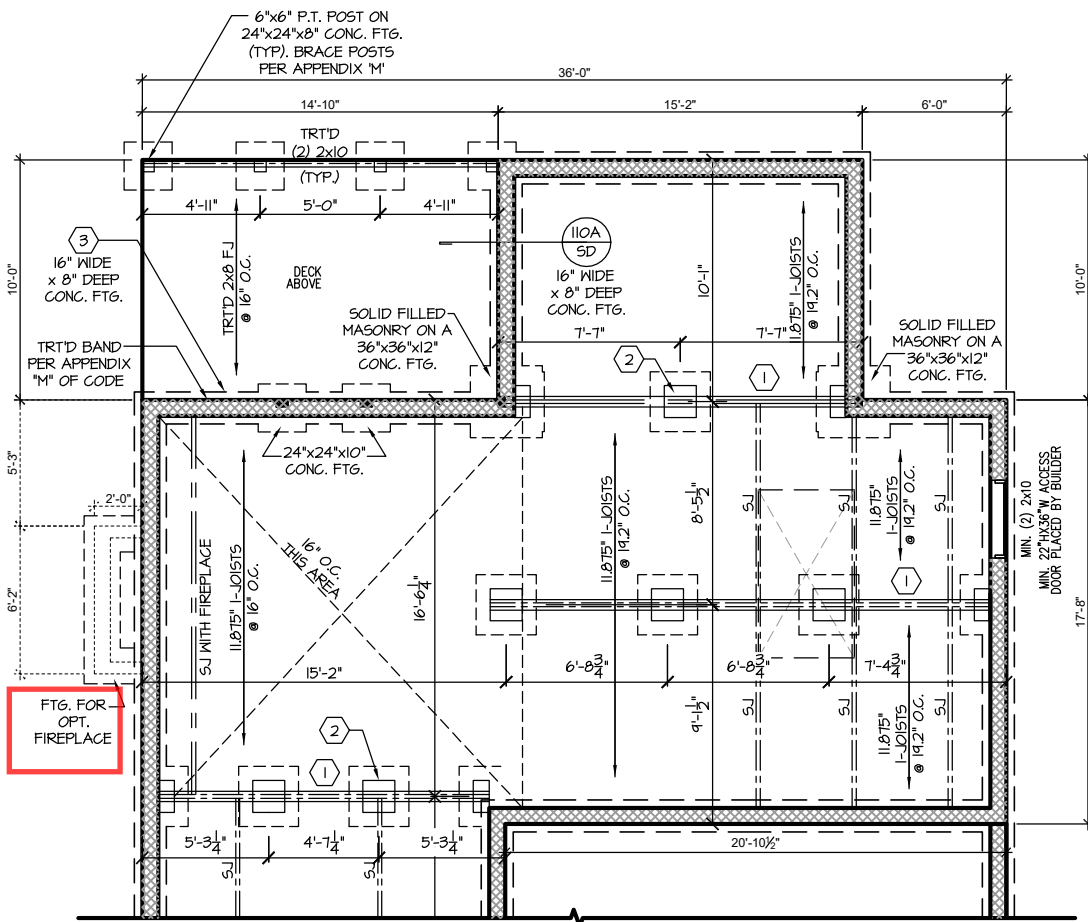 6"x6" P.T. POST ON
24"x24"x8" CONC. FTG.
(TYP). BRACE POSTS
PER APPENDIX 'M'
36'-0"
14'-10"
15'-2"
6'-0"
TRT'D
(2) 2x10
(TYP.)
4'-11"
5'-0"
4'-11"
3
16" WIDE
x 8" DEEP
CONC. FTG.
10'-0"
TRT'D 2x8 FJ
@ 16" O.C.
DECK
ABOVE
110A
SD
16" WIDE
x 8" DEEP
CONC. FTG.
10'-1"
11.875" I-JOISTS
@ 19.2" O.C.
10'-0"
SOLID FILLED
MASONRY ON A
36"x36"x12"
CONC. FTG.
7'-7"
7'-7"
SOLID FILLED
MASONRY ON A
36"x36"x12"
CONC. FTG.
TRT'D BAND
PER APPENDIX
"M" OF CODE
2
1
24"x24"x10"
CONC. FTG.
5'-3"
2'-0"
6'-2"
SJ WITH FIREPLACE
11.875" I-JOISTS
@ 16" O.C.
16" O.C.
THIS AREA
16'-6 1/4"
11.875" I-JOISTS
@ 19.2" O.C.
8'-5 1/2"
SJ
SJ
SJ
11.875"
I-JOISTS
@ 19.2" O.C.
1
MIN. (2) 2x10
MIN. 22"HX36"W ACCESS
DOOR PLACED BY BUILDER
17'-8"
15'-2"
6'-8 3/4"
6'-8 3/4"
7'-4 3/4"
FTG. FOR
OPT.
FIREPLACE
9'-1 1/2"
SJ
SJ
SJ
11.875"
I-JOISTS
@ 19.2" O.C.
2
1
5'-3 1/4"
4'-7 1/4"
5'-3 1/4"
20'-10½"
SJ
SJ